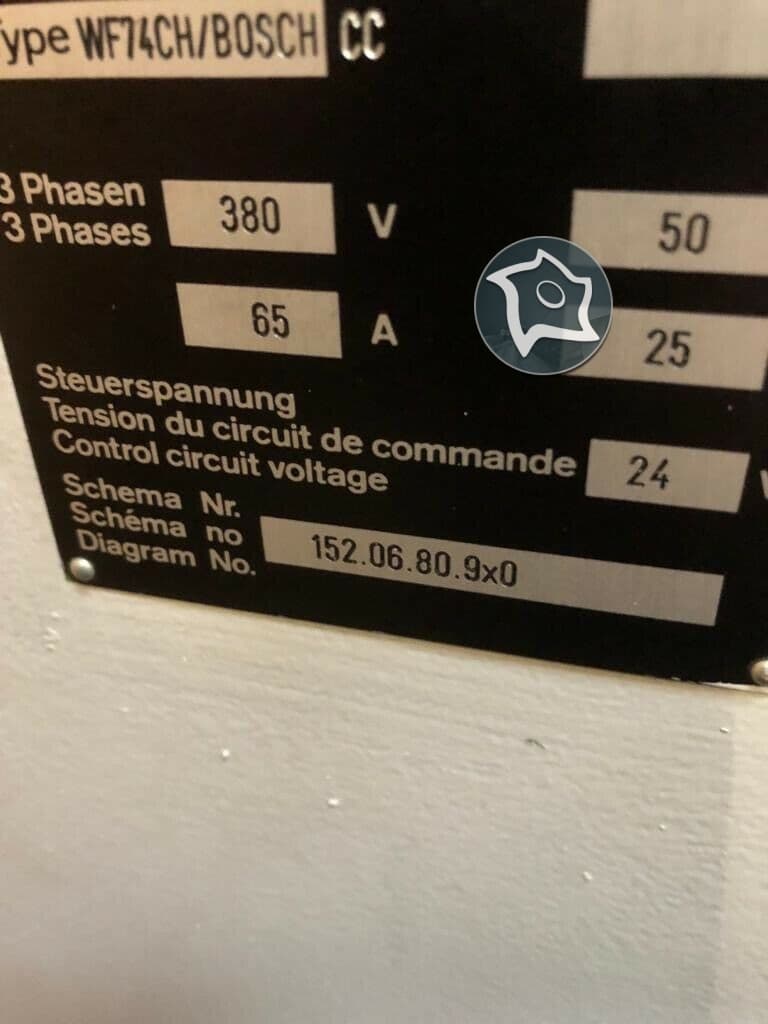 Type WF74CH/BOSCH CC
3 Phasen
3 Phases 380 V 50
65 A 25
Steuerspannung
Tension du circuit de commande 24
Control circuit voltage
Schema Nr.
Schéma no 152.06.80.9x0
Diagram No.